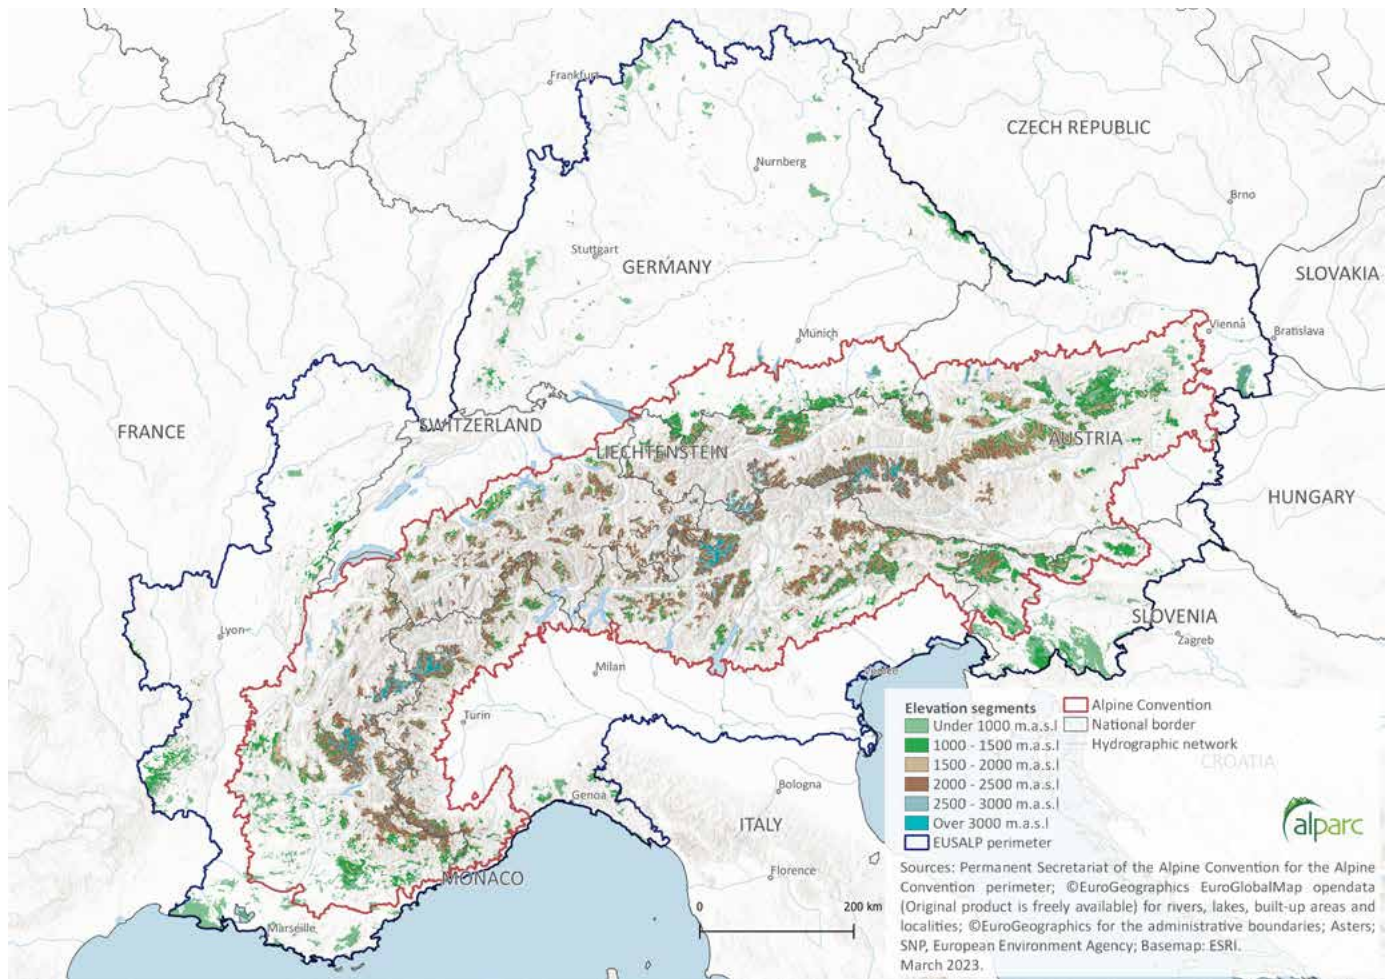 Frankfurt
CZECH REPUBLIC
Nurnberg
Brno
Stuttgart
GERMANY
SLOVAKIA
Munich
Vienna
Bratislava
FRANCE
SWITZERLAND
AUSTRIA
LIECHTENSTEIN
HUNGARY
SLOVENIA
Lyon
Zagreb
Milan
Turin
Genoa
Bologna
ITALY
Florence
MONACO
Marseille
CROATIA
0
200 km
Elevation segments
Under 1000 m.a.s.l
1000 - 1500 m.a.s.l
1500 - 2000 m.a.s.l
2000 - 2500 m.a.s.l
2500 - 3000 m.a.s.l
Over 3000 m.a.s.l
EUSALP perimeter
Alpine Convention
National border
Hydrographic network
alparc
Sources: Permanent Secretariat of the Alpine Convention for the Alpine
Convention perimeter; ©EuroGeographics EuroGlobalMap opendata
(Original product is freely available) for rivers, lakes, built-up areas and
localities; ©EuroGeographics for the administrative boundaries; Asters;
SNP, European Environment Agency; Basemap: ESRI.
March 2023.